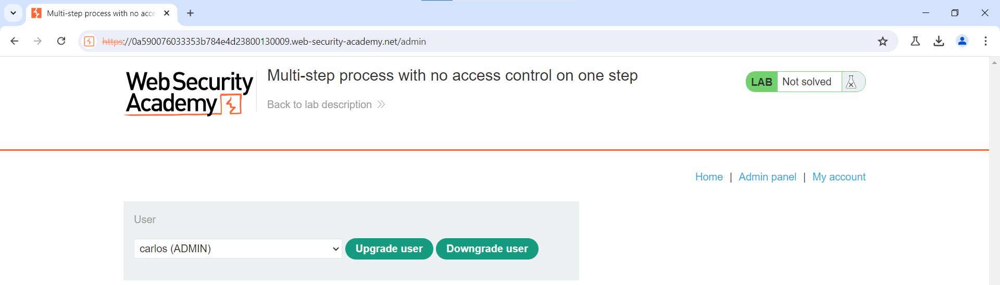 Multi-step process with no acce
https://0a590076033353b784e4d23800130009.web-security-academy.net/admin
Web Security
Academy
Multi-step process with no access control on one step
Back to lab description
LAB Not solved
Home | Admin panel | My account
User
carlos (ADMIN) Upgrade user Downgrade user